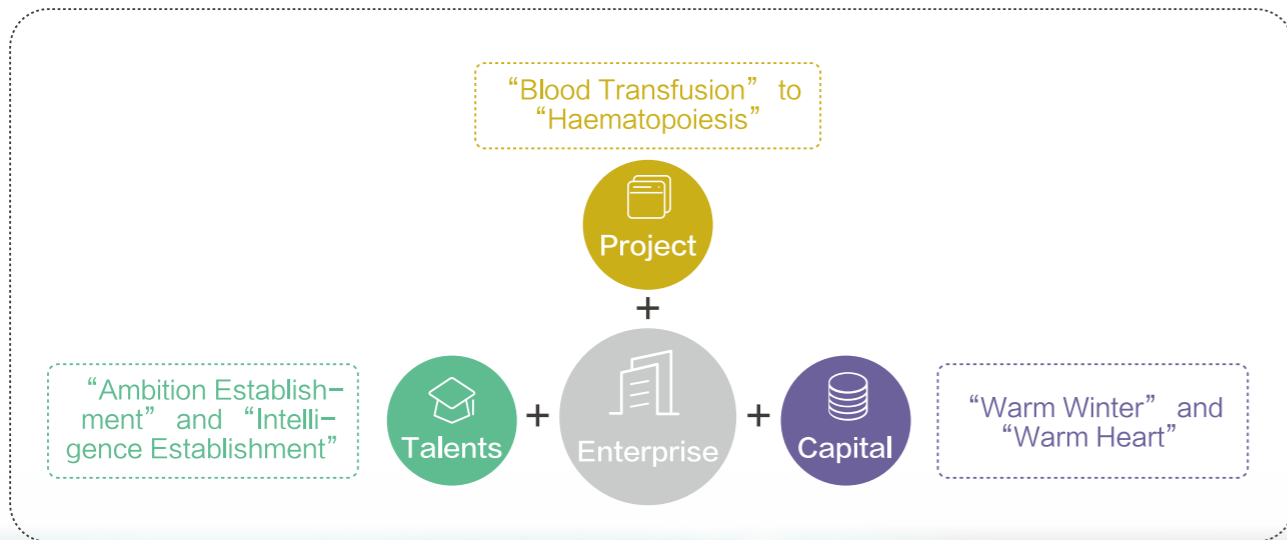 “Blood Transfusion” to
“Haematopoiesis”
Project
+
“Ambition Establish-
ment” and “Intelli-
gence Establishment”
Talents
+
Enterprise
+
Capital
“Warm Winter” and
“Warm Heart”